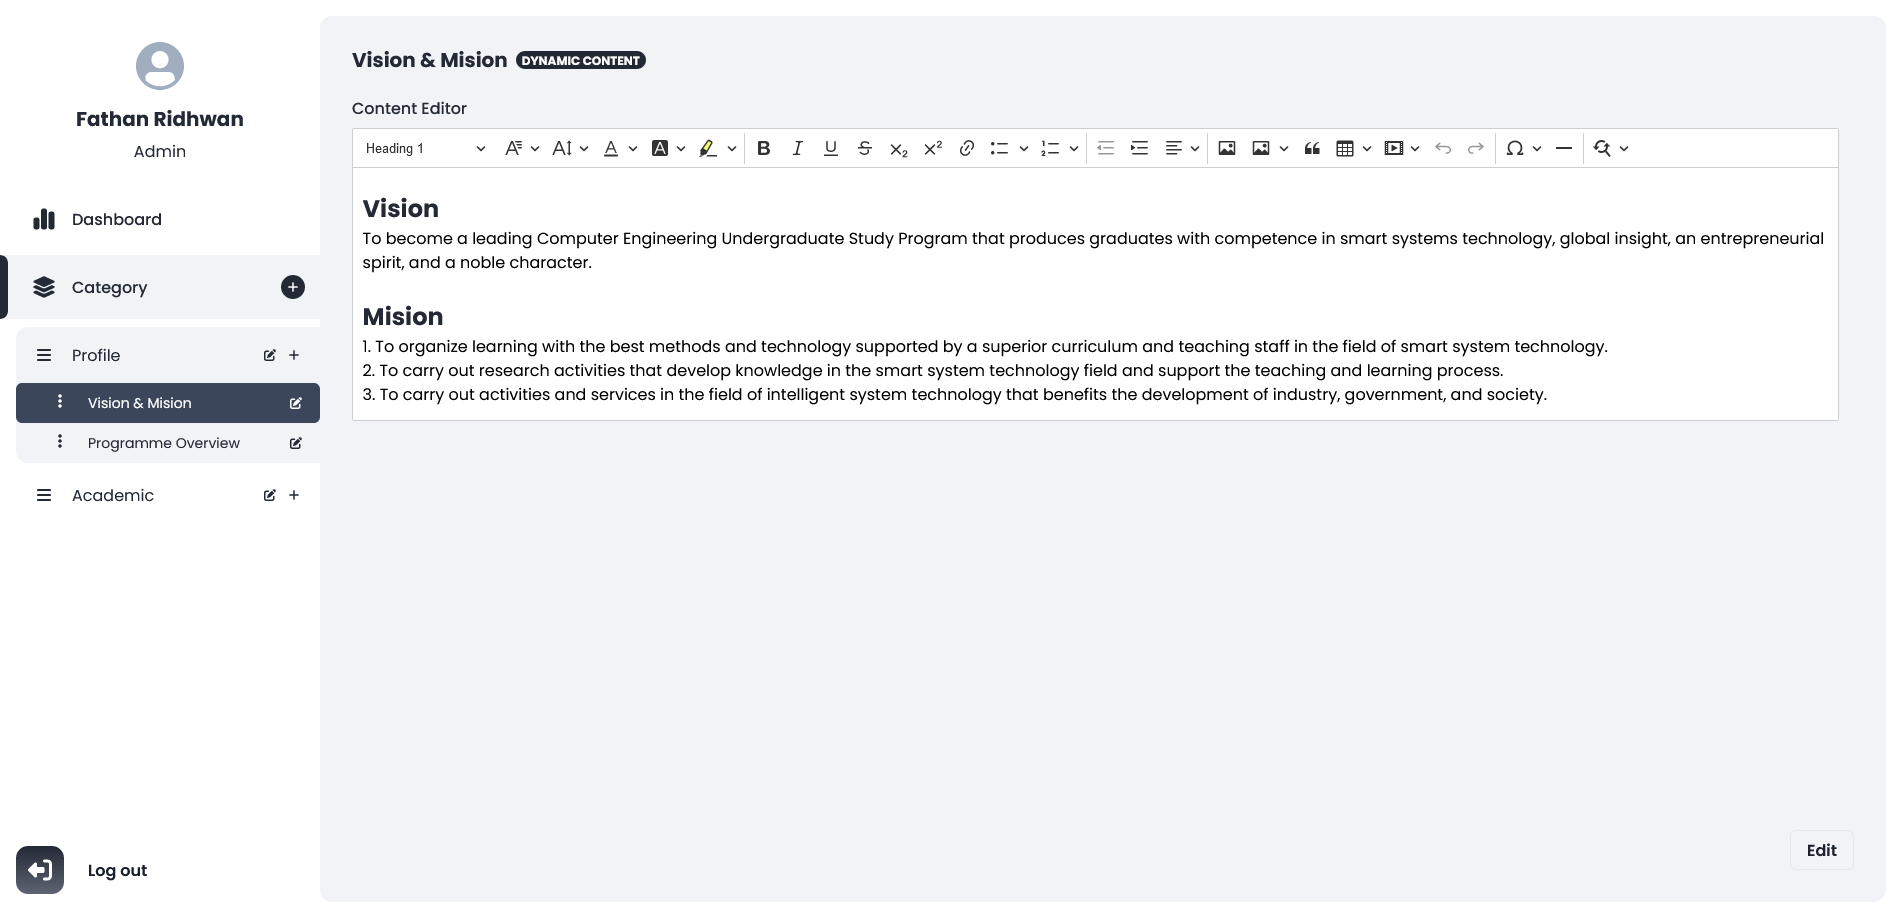 Fathan Ridhwan
Admin
Dashboard
Category
Profile
Vision & Mision
Programme Overview
Academic
Log out
Vision & Mision DYNAMIC CONTENT
Content Editor
Heading 1
Vision
To become a leading Computer Engineering Undergraduate Study Program that produces graduates with competence in smart systems technology, global insight, an entrepreneurial
spirit, and a noble character.
Mision
1. To organize learning with the best methods and technology supported by a superior curriculum and teaching staff in the field of smart system technology.
2. To carry out research activities that develop knowledge in the smart system technology field and support the teaching and learning process.
3. To carry out activities and services in the field of intelligent system technology that benefits the development of industry, government, and society.
Edit